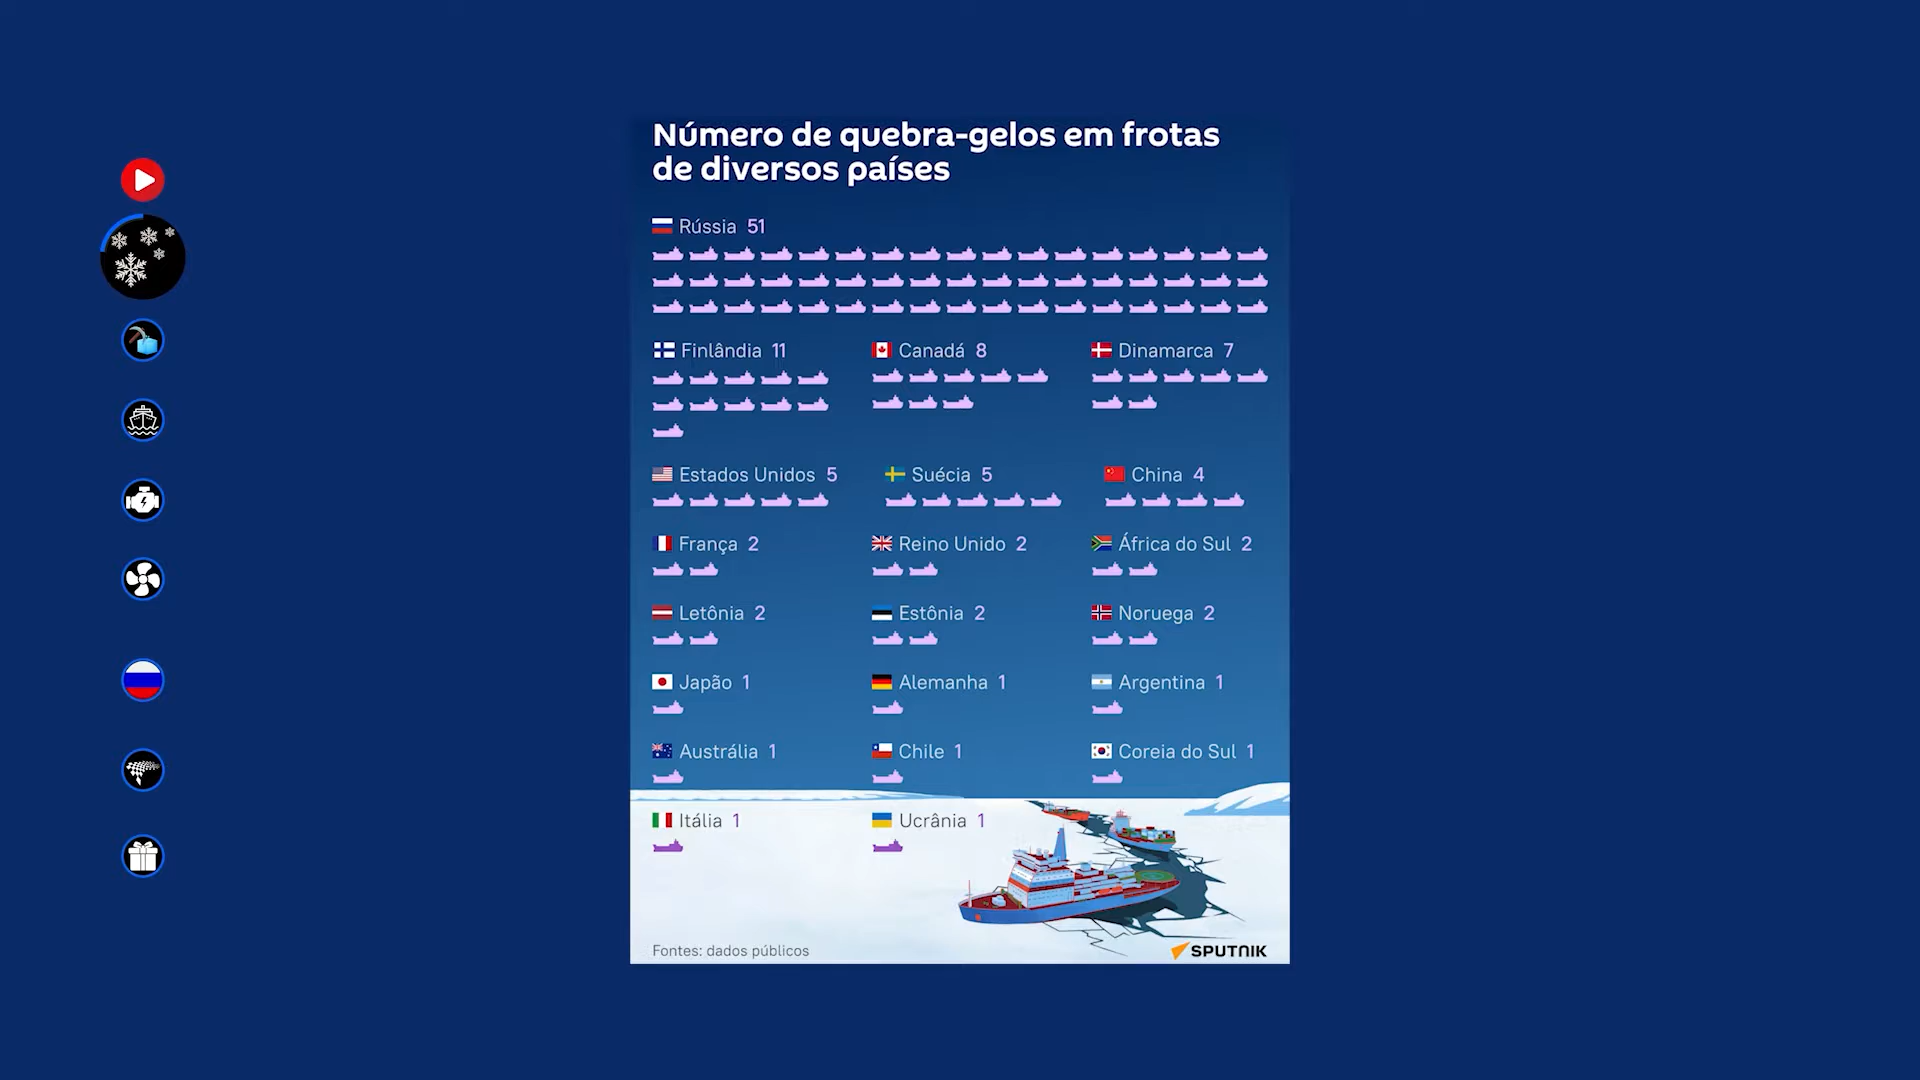 Número de quebra-gelos em frotas
de diversos países
Rússia 51
Finlândia 11
Canadá 8
Dinamarca 7
Estados Unidos 5
Suécia 5
China 4
França 2
Reino Unido 2
África do Sul 2
Letônia 2
Estônia 2
Noruega 2
Japão 1
Alemanha 1
Argentina 1
Austrália 1
Chile 1
Coreia do Sul 1
Itália 1
Ucrânia 1
Fontes: dados públicos
SPUTNIK